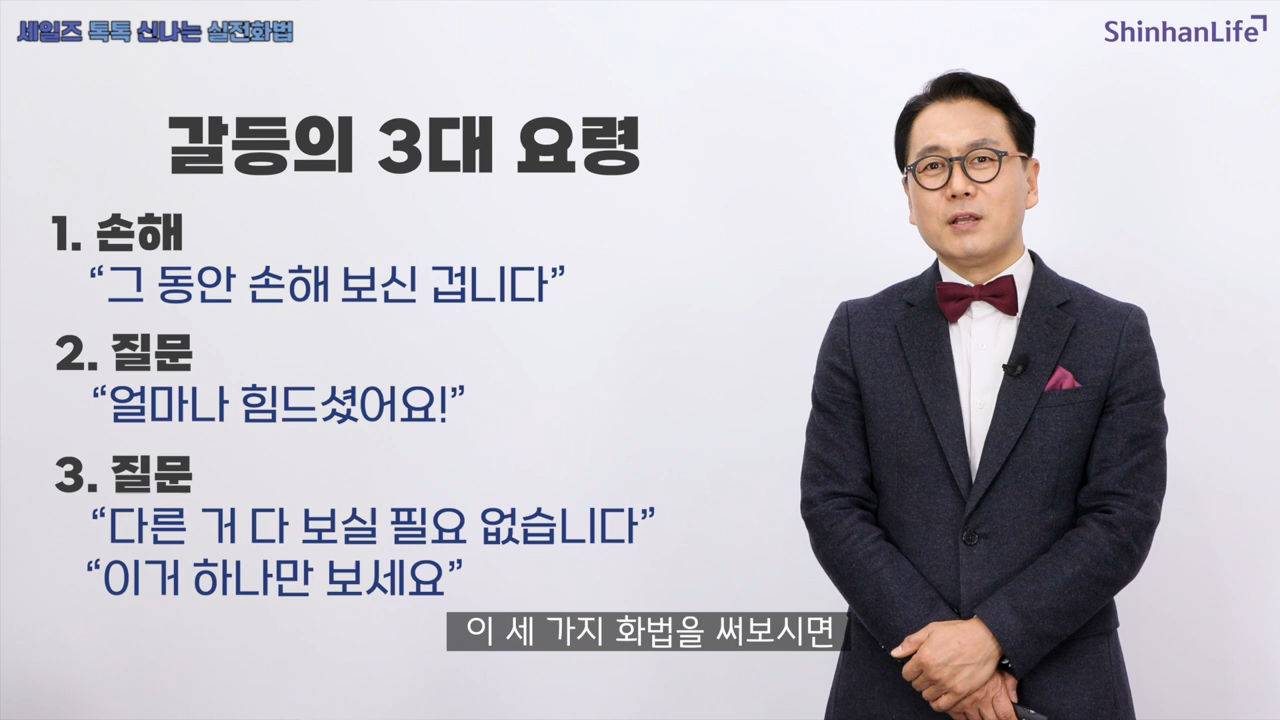 세일즈 톡톡 신나는 실전화법
ShinhanLife
갈등의 3대 요령
1. 손해
“그 동안 손해 보신 겁니다”
2. 질문
“얼마나 힘드셨어요!”
3. 질문
“다른 거 다 보실 필요 없습니다”
“이거 하나만 보세요”
이 세 가지 화법을 써보시면